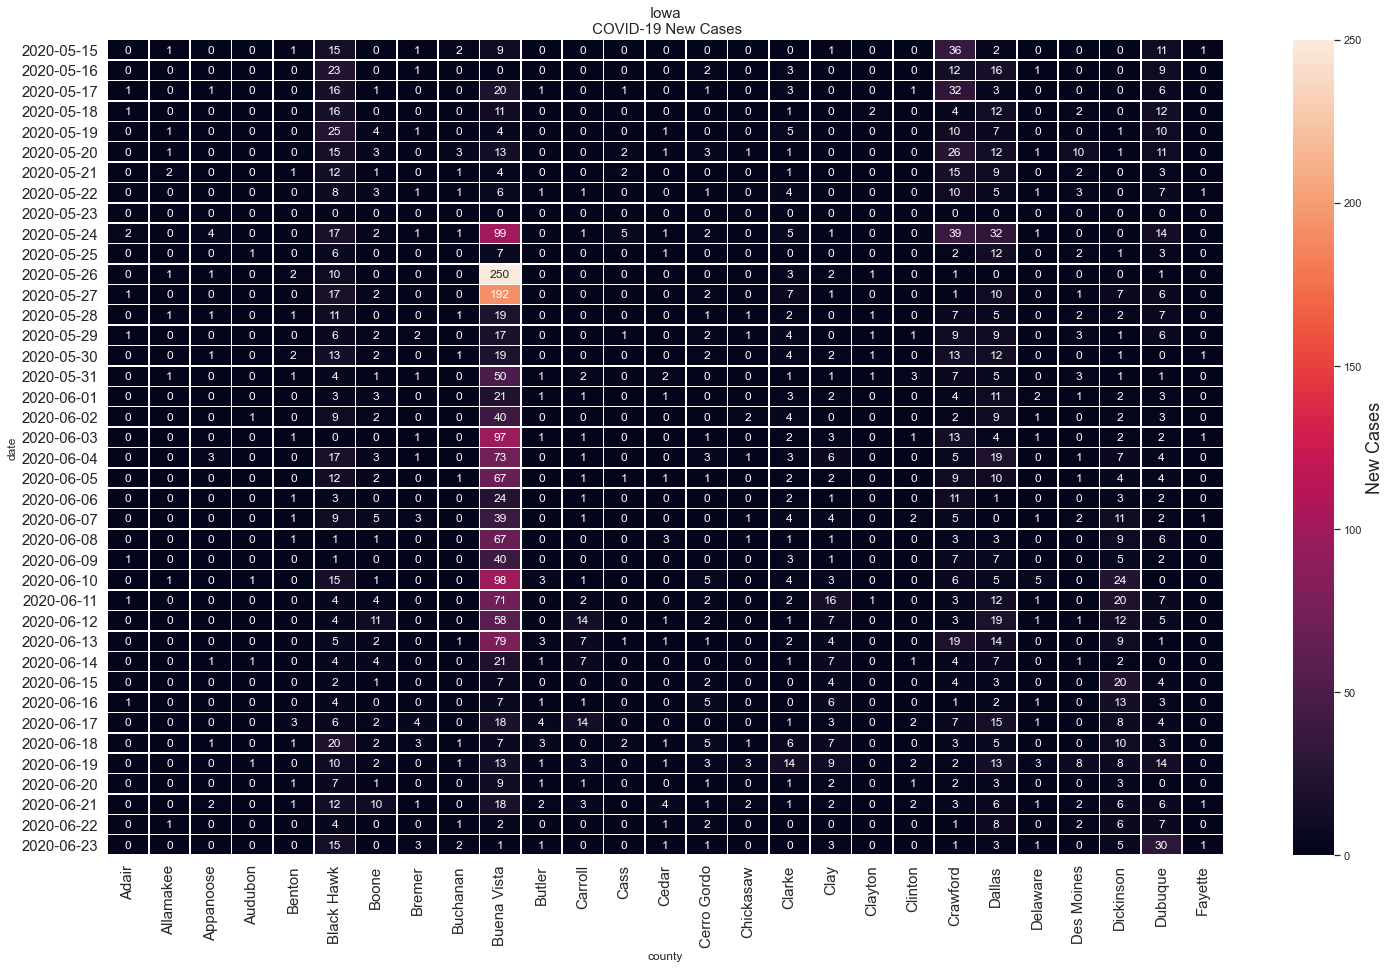 Iowa
COVID-19 New Cases
2020-05-15 0 1 0 0 1 15 0 1 2 9 0 0 0 0 0 0 0 1 0 0 36 2 0 0 0 11 1
2020-05-16 0 0 0 0 0 23 0 1 0 0 0 0 0 0 2 0 3 0 0 0 12 16 1 0 0 9 0
2020-05-17 1 0 1 0 0 16 1 0 0 20 1 0 1 0 1 0 3 0 0 1 32 3 0 0 0 6 0
2020-05-18 1 0 0 0 0 16 0 0 0 11 0 0 0 0 0 0 1 0 2 0 4 12 0 2 0 12 0
2020-05-19 0 1 0 0 0 25 4 1 0 4 0 0 0 1 0 0 5 0 0 0 10 7 0 0 1 10 0
2020-05-20 0 1 0 0 0 15 3 0 3 13 0 0 2 1 3 1 1 0 0 0 26 12 1 10 1 11 0
2020-05-21 0 2 0 0 1 12 1 0 1 4 0 0 2 0 0 0 1 0 0 0 15 9 0 2 0 3 0
2020-05-22 0 0 0 0 0 8 3 1 1 6 1 1 0 0 1 0 4 0 0 0 10 5 1 3 0 7 1
2020-05-23 0 0 0 0 0 0 0 0 0 0 0 0 0 0 0 0 0 0 0 0 0 0 0 0 0 0 0
2020-05-24 2 0 4 0 0 17 2 1 1 99 0 1 5 1 2 0 5 1 0 0 39 32 1 0 0 14 0
2020-05-25 0 0 0 1 0 6 0 0 0 7 0 0 0 1 0 0 0 0 0 0 2 12 0 2 1 3 0
2020-05-26 0 1 1 0 2 10 0 0 0 250 0 0 0 0 0 0 3 2 1 0 1 0 0 0 0 1 0
2020-05-27 1 0 0 0 0 17 2 0 0 192 0 0 0 0 2 0 7 1 0 0 1 10 0 1 7 6 0
2020-05-28 0 1 1 0 1 11 0 0 1 19 0 0 0 0 1 1 2 0 1 0 7 5 0 2 2 7 0
2020-05-29 1 0 0 0 0 6 2 2 0 17 0 0 1 0 2 1 4 0 1 1 9 9 0 3 1 6 0
2020-05-30 0 0 1 0 2 13 2 0 1 19 0 0 0 0 2 0 4 2 1 0 13 12 0 0 1 0 1
2020-05-31 0 1 0 0 1 4 1 1 0 50 1 2 0 2 0 0 1 1 1 3 7 5 0 3 1 1 0
2020-06-01 0 0 0 0 0 3 3 0 0 21 1 1 0 1 0 0 3 2 0 0 4 11 2 1 2 3 0
2020-06-02 0 0 0 1 0 9 2 0 0 40 0 0 0 0 0 2 4 0 0 0 2 9 1 0 2 3 0
2020-06-03 0 0 0 0 1 0 0 1 0 97 1 1 0 0 1 0 2 3 0 1 13 4 1 0 2 2 1
2020-06-04 0 0 3 0 0 17 3 1 0 73 0 1 0 0 3 1 3 6 0 0 5 19 0 1 7 4 0
2020-06-05 0 0 0 0 0 12 2 0 1 67 0 1 1 1 1 0 2 2 0 0 9 10 0 1 4 4 0
2020-06-06 0 0 0 0 1 3 0 0 0 24 0 1 0 0 0 0 2 1 0 0 11 1 0 0 3 2 0
2020-06-07 0 0 0 0 1 9 5 3 0 39 0 1 0 0 0 1 4 4 0 2 5 0 1 2 11 2 1
2020-06-08 0 0 0 0 1 1 1 0 0 67 0 0 0 3 0 1 1 1 0 0 3 3 0 0 9 6 0
2020-06-09 1 0 0 0 0 1 0 0 0 40 0 0 0 0 0 0 3 1 0 0 7 7 0 0 5 2 0
2020-06-10 0 1 0 1 0 15 1 0 0 98 3 1 0 0 5 0 4 3 0 0 6 5 5 0 24 0 0
2020-06-11 1 0 0 0 0 4 4 0 0 71 0 2 0 0 2 0 2 16 1 0 3 12 1 0 20 7 0
2020-06-12 0 0 0 0 0 4 11 0 0 58 0 14 0 1 2 0 1 7 0 0 3 19 1 1 12 5 0
2020-06-13 0 0 0 0 0 5 2 0 1 79 3 7 1 1 1 0 2 4 0 0 19 14 0 0 9 1 0
2020-06-14 0 0 1 1 0 4 4 0 0 21 1 7 0 0 0 0 1 7 0 1 4 7 0 1 2 0 0
2020-06-15 0 0 0 0 0 2 1 0 0 7 0 0 0 0 2 0 0 4 0 0 4 3 0 0 20 4 0
2020-06-16 1 0 0 0 0 4 0 0 0 7 1 1 0 0 5 0 0 6 0 0 1 2 1 0 13 3 0
2020-06-17 0 0 0 0 3 6 2 4 0 18 4 14 0 0 0 0 1 3 0 2 7 15 1 0 8 4 0
2020-06-18 0 0 1 0 1 20 2 3 1 7 3 0 2 1 5 1 6 7 0 0 3 5 0 0 10 3 0
2020-06-19 0 0 0 1 0 10 2 0 1 13 1 3 0 1 3 3 14 9 0 2 2 13 3 8 8 14 0
2020-06-20 0 0 0 0 1 7 1 0 0 9 1 1 0 0 1 0 1 2 0 1 2 3 0 0 3 0 0
2020-06-21 0 0 2 0 1 12 10 1 0 18 2 3 0 4 1 2 1 2 0 2 3 6 1 2 6 6 1
2020-06-22 0 1 0 0 0 4 0 0 1 2 0 0 0 1 2 0 0 0 0 0 1 8 0 2 6 7 0
2020-06-23 0 0 0 0 0 15 0 3 2 1 1 0 0 1 1 0 0 3 0 0 1 3 1 0 5 30 1
Adair Allamakee Appanoose Audubon Benton Black Hawk Boone Bremer Buchanan Buena Vista Butler Carroll Cass Cedar Cerro Gordo Chickasaw Clarke Clay Clayton Clinton Crawford Dallas Delaware Des Moines Dickinson Dubuque Fayette
county
date
250
200
150
100
50
0
New Cases